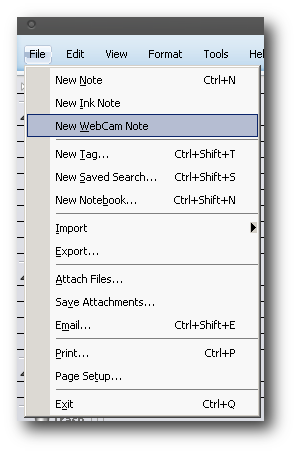 File Edit View Format Tools Hel
New Note Ctrl+N
New Ink Note
New WebCam Note
New Tag... Ctrl+Shift+T
New Saved Search... Ctrl+Shift+S
New Notebook... Ctrl+Shift+N
Import
Export...
Attach Files...
Save Attachments...
Email... Ctrl+Shift+E
Print... Ctrl+P
Page Setup...
Exit Ctrl+Q